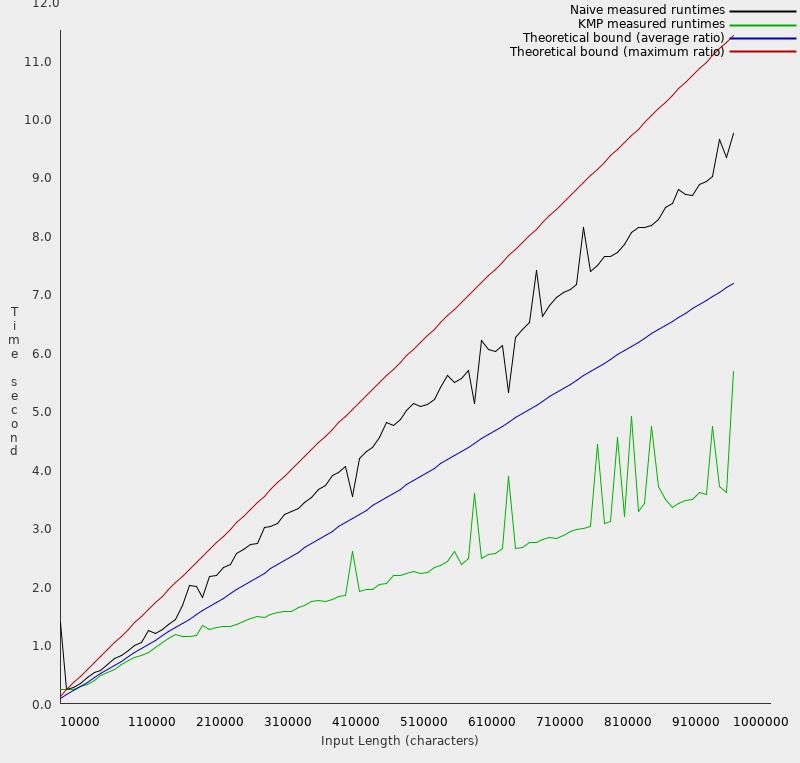 12.0
Naive measured runtimes
KMP measured runtimes
Theoretical bound (average ratio)
Theoretical bound (maximum ratio)
11.0
10.0
9.0
8.0
7.0
6.0
5.0
4.0
3.0
2.0
1.0
0.0
Time second
10000 110000 210000 310000 410000 510000 610000 710000 810000 910000 1000000
Input Length (characters)